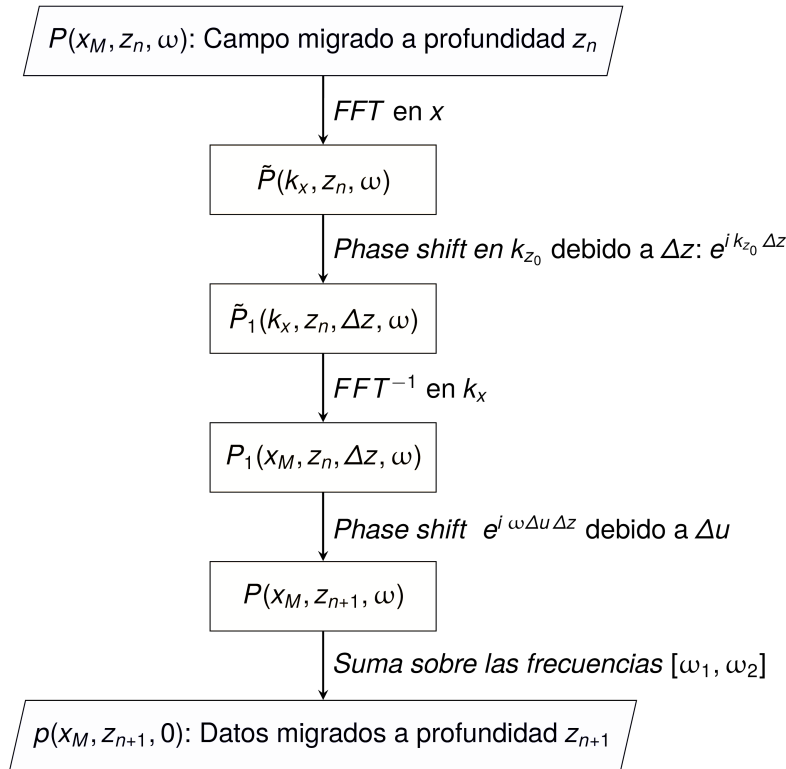 P(x_M, z_n, ω): Campo migrado a profundidad z_n
FFT en x
P̃(k_x, z_n, ω)
Phase shift en k_{z_0} debido a Δz: e^{i k_{z_0} Δz}
P̃_1(k_x, z_n, Δz, ω)
FFT^{−1} en k_x
P_1(x_M, z_n, Δz, ω)
Phase shift e^{i ωΔu Δz} debido a Δu
P(x_M, z_{n+1}, ω)
Suma sobre las frecuencias [ω_1, ω_2]
p(x_M, z_{n+1}, 0): Datos migrados a profundidad z_{n+1}